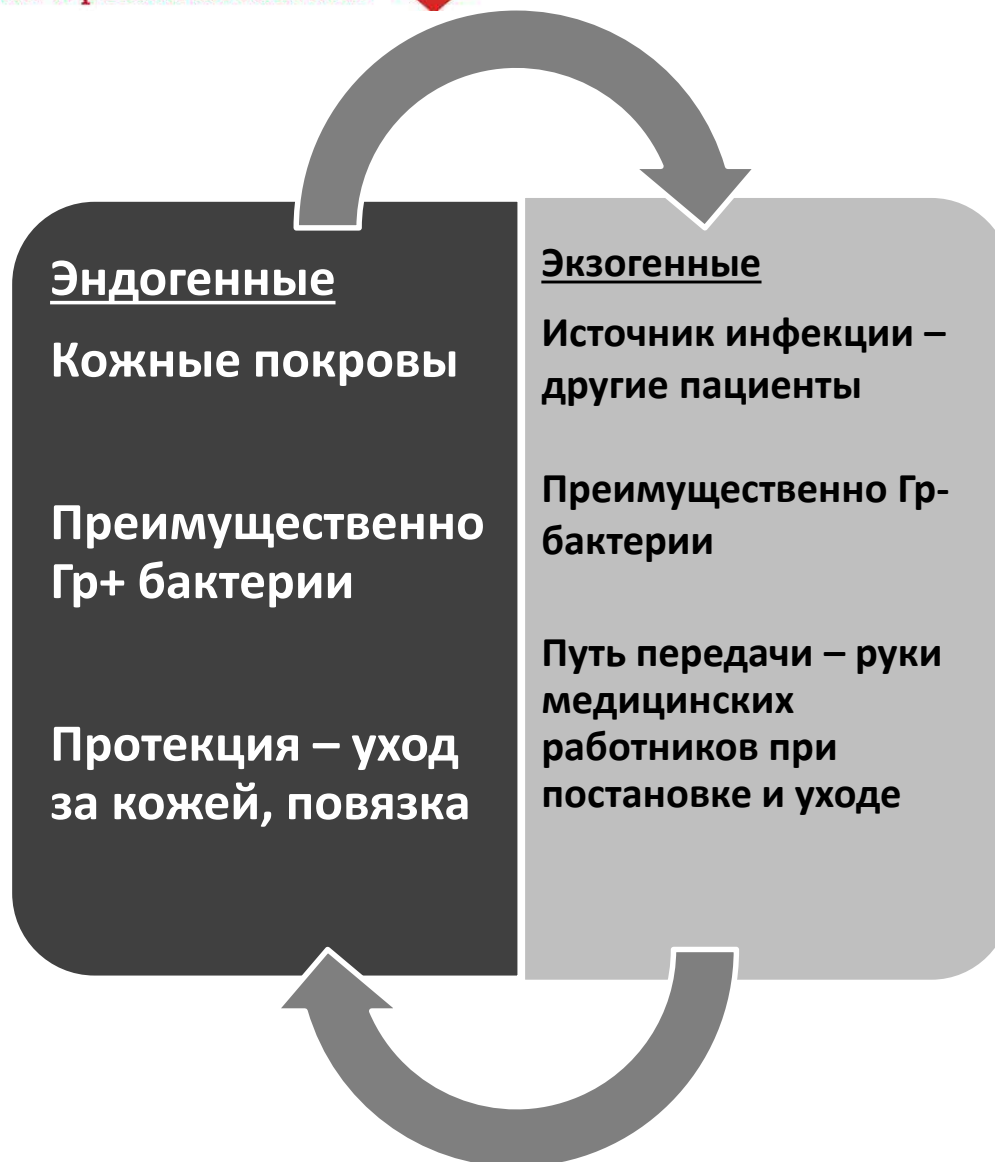 Эндогенные
Кожные покровы
Преимущественно
Гр+ бактерии
Протекция – уход
за кожей, повязка
Экзогенные
Источник инфекции –
другие пациенты
Преимущественно Гр-
бактерии
Путь передачи – руки
медицинских
работников при
постановке и уходе